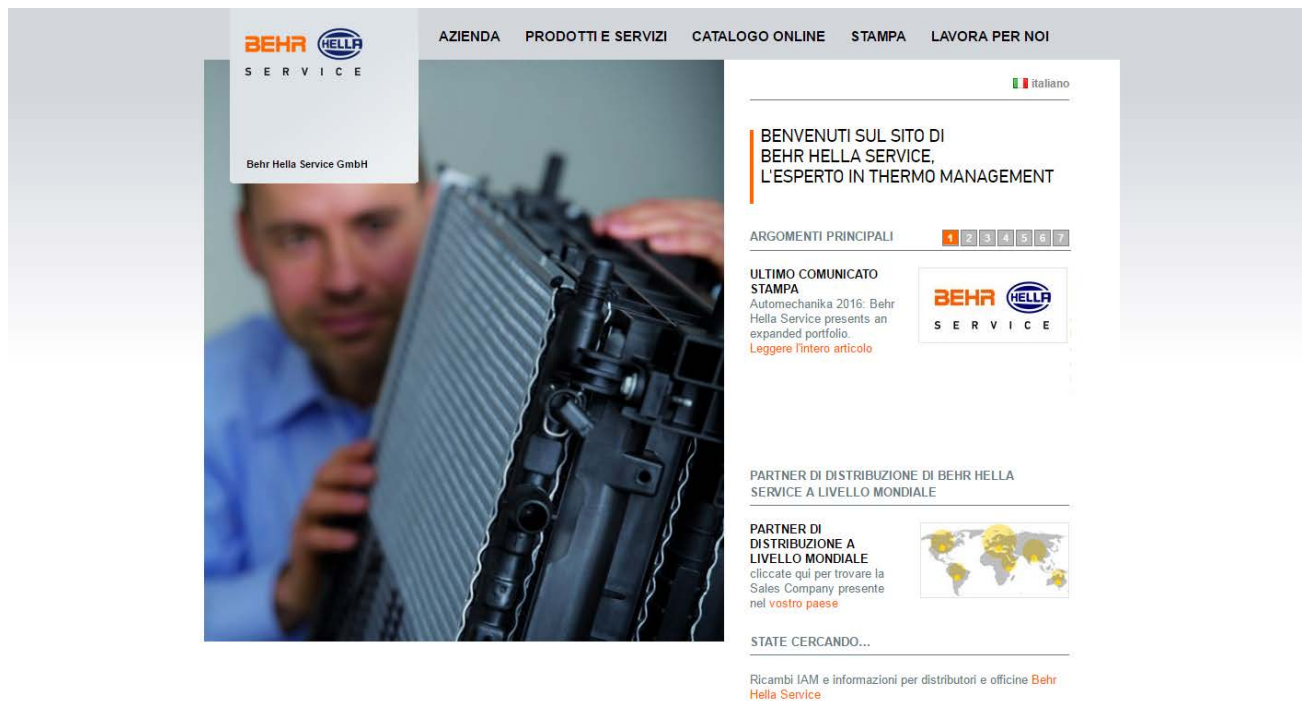 BEHR HELLA
SERVICE
Behr Hella Service GmbH
AZIENDA PRODOTTI E SERVIZI CATALOGO ONLINE STAMPA LAVORA PER NOI
italiano
BENVENUTI SUL SITO DI
BEHR HELLA SERVICE,
L'ESPERTO IN THERMO MANAGEMENT
ARGOMENTI PRINCIPALI 1 2 3 4 5 6 7
ULTIMO COMUNICATO
STAMPA
Automechanika 2016: Behr
Hella Service presents an
expanded portfolio.
Leggere l'intero articolo
BEHR HELLA
SERVICE
PARTNER DI DISTRIBUZIONE DI BEHR HELLA
SERVICE A LIVELLO MONDIALE
PARTNER DI
DISTRIBUZIONE A
LIVELLO MONDIALE
cliccate qui per trovare la
Sales Company presente
nel vostro paese
STATE CERCANDO...
Ricambi IAM e informazioni per distributori e officine Behr
Hella Service